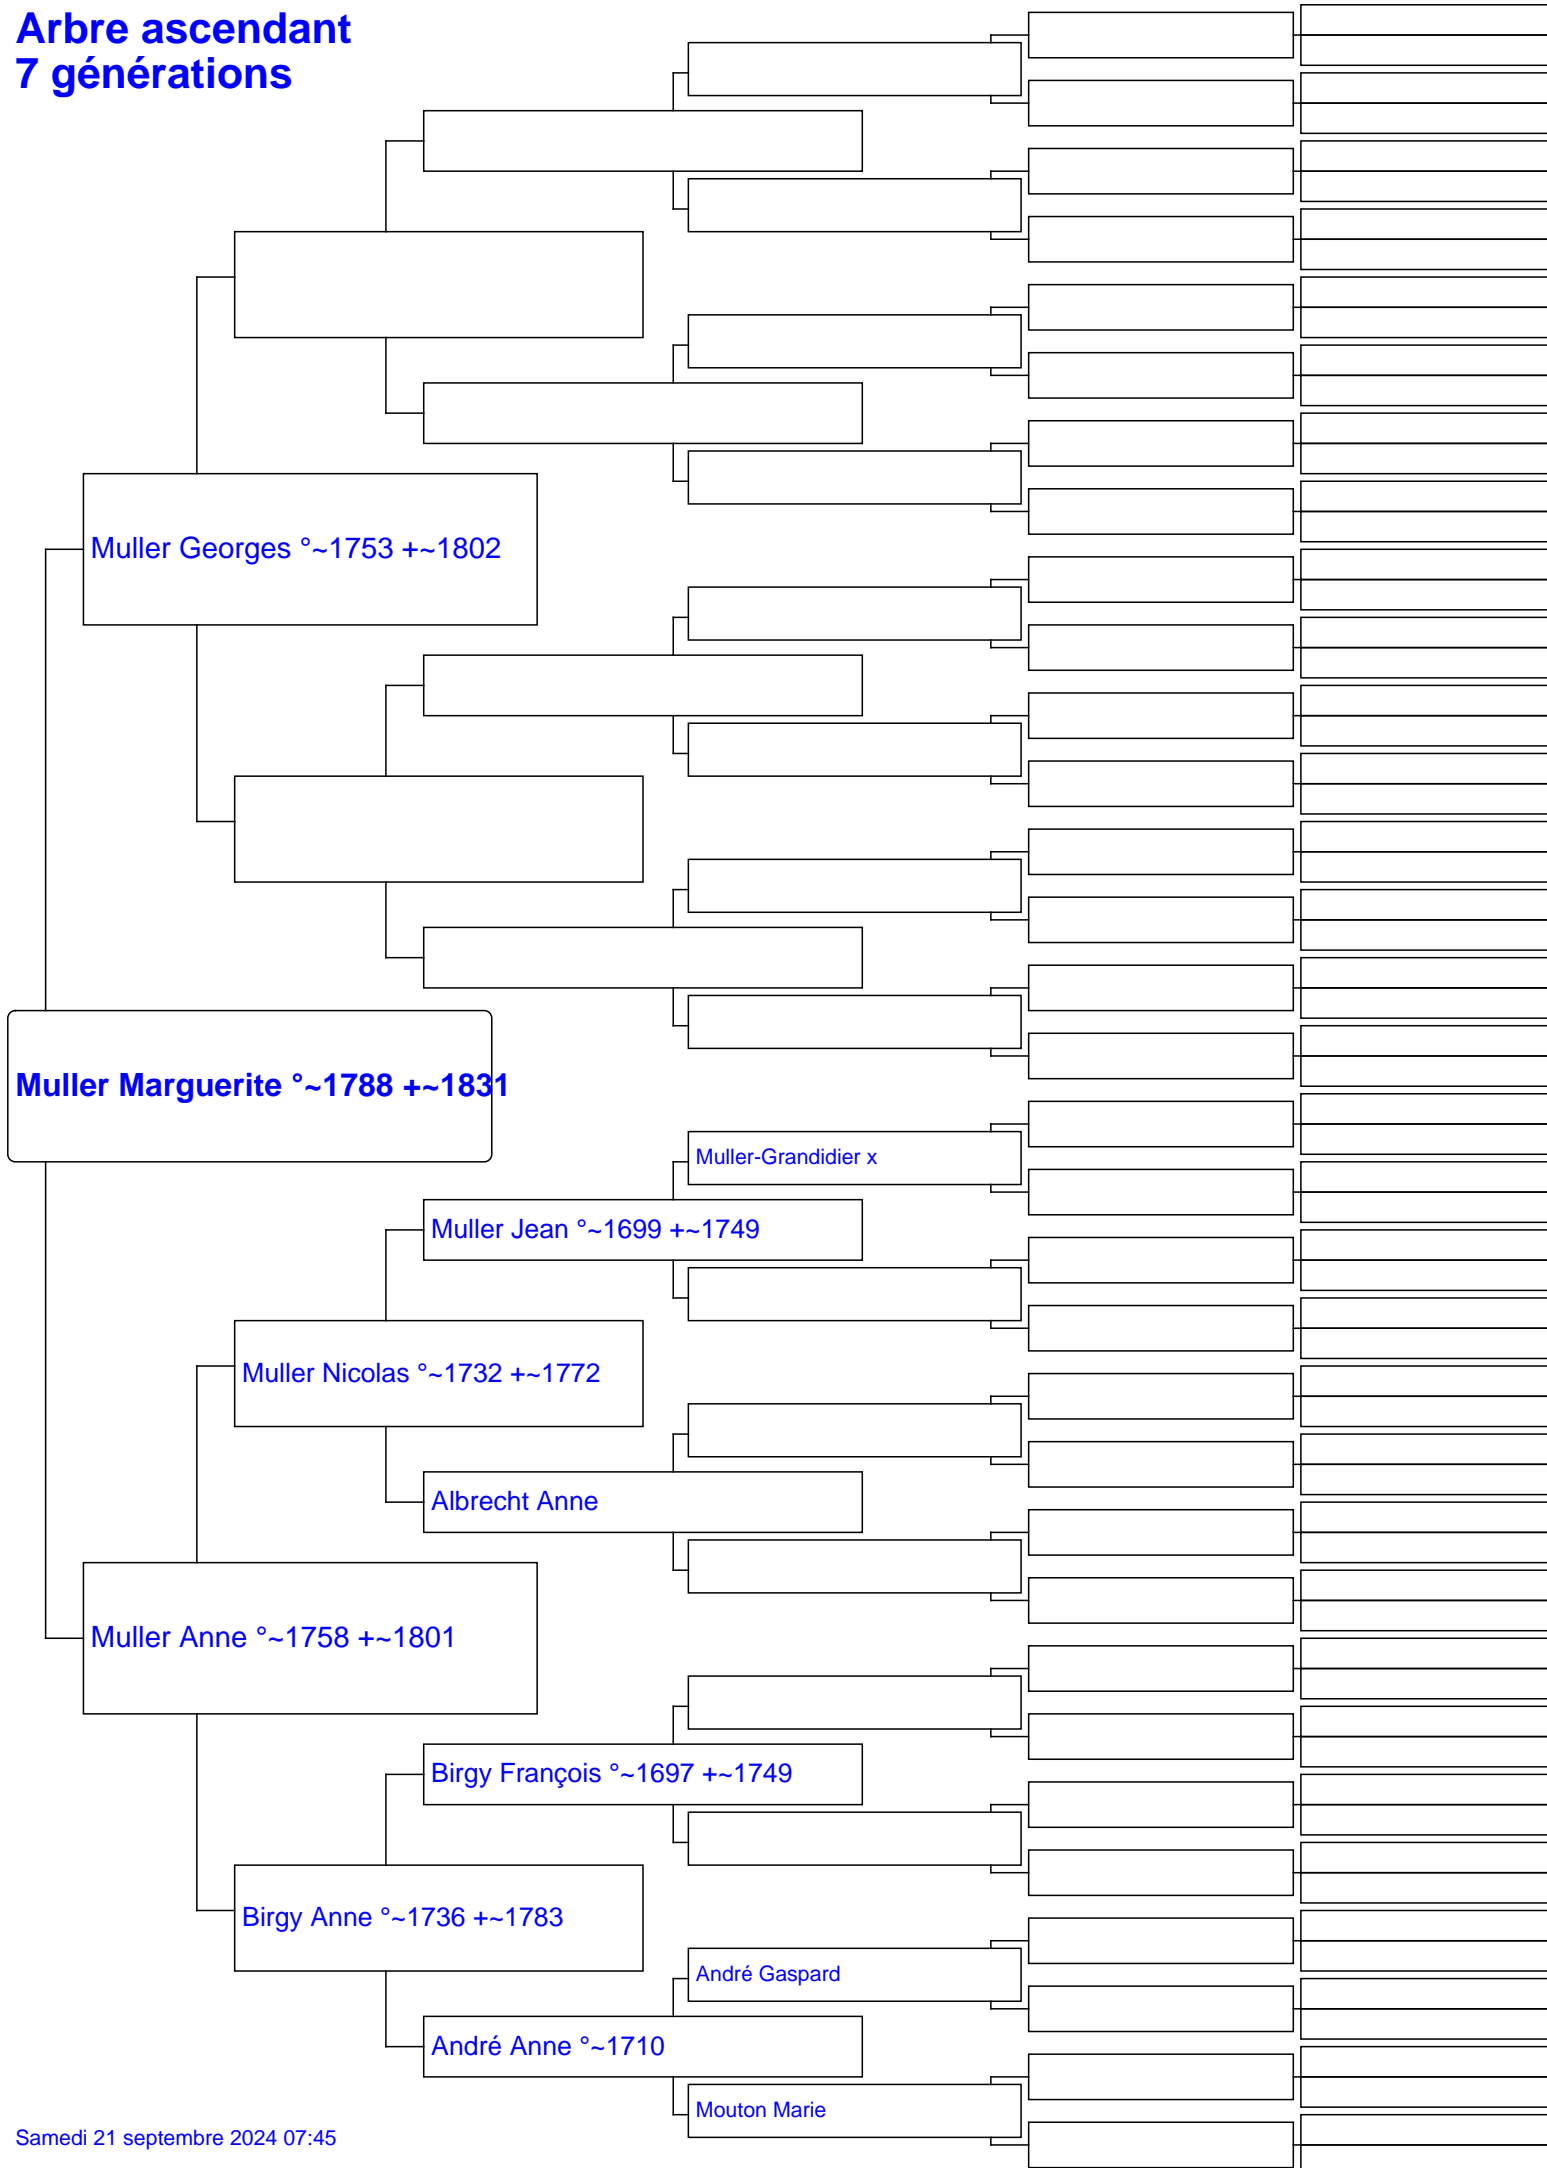 Arbre ascendant
7 générations
Muller Georges °~1753 +~1802
Muller Marguerite °~1788 +~1831
Muller-Grandidier x
Muller Jean °~1699 +~1749
Muller Nicolas °~1732 +~1772
Albrecht Anne
Muller Anne °~1758 +~1801
Birgy François °~1697 +~1749
Birgy Anne °~1736 +~1783
André Gaspard
André Anne °~1710
Mouton Marie
Samedi 21 septembre 2024 07:45